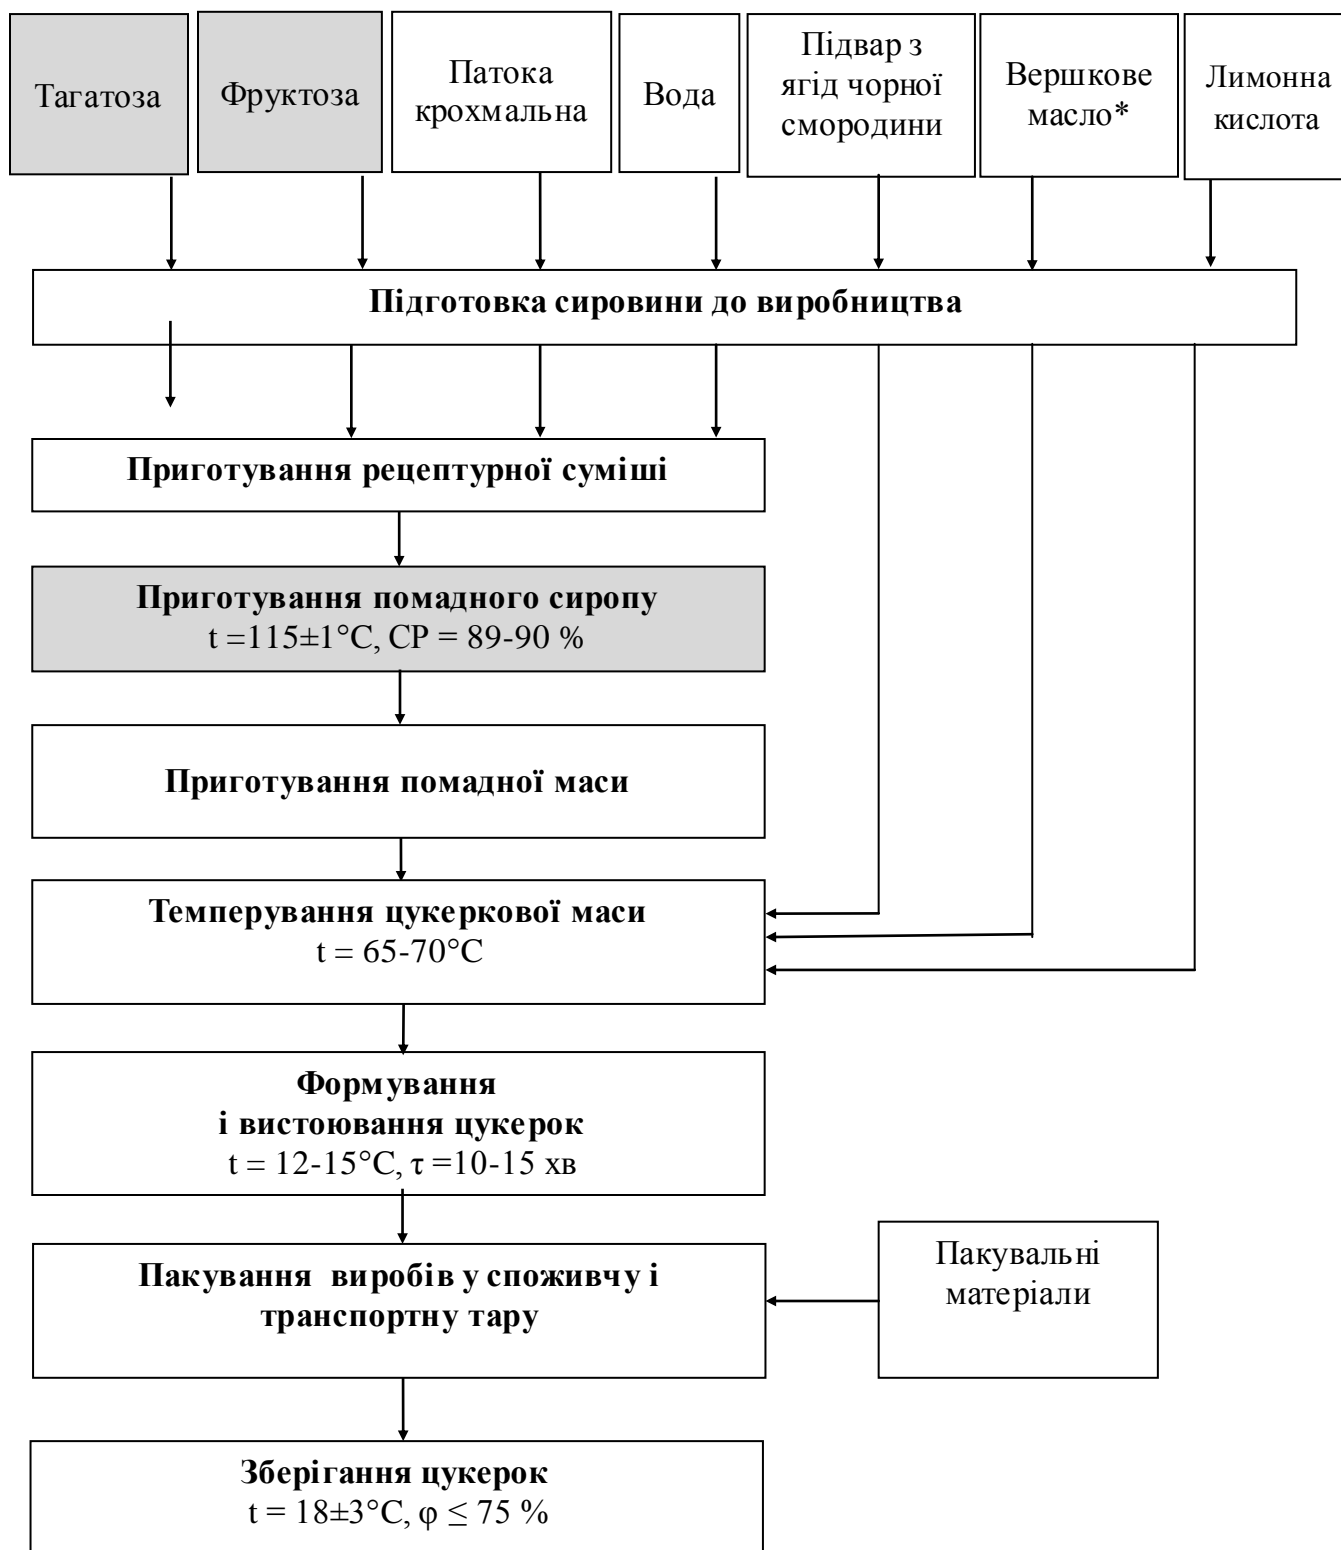 Тагатоза
Фруктоза
Патока
крохмальна
Вода
Підвар з
ягід чорної
смородини
Вершкове
масло*
Лимонна
кислота
Підготовка сировини до виробництва
Приготування рецептурної суміші
Приготування помадного сиропу
t =115±1°C, СР = 89-90 %
Приготування помадної маси
Темперування цукеркової маси
t = 65-70°C
Формування
і вистоювання цукерок
t = 12-15°C, τ =10-15 хв
Пакування виробів у споживчу і
транспортну тару
Пакувальні
матеріали
Зберігання цукерок
t = 18±3°C, φ ≤ 75 %